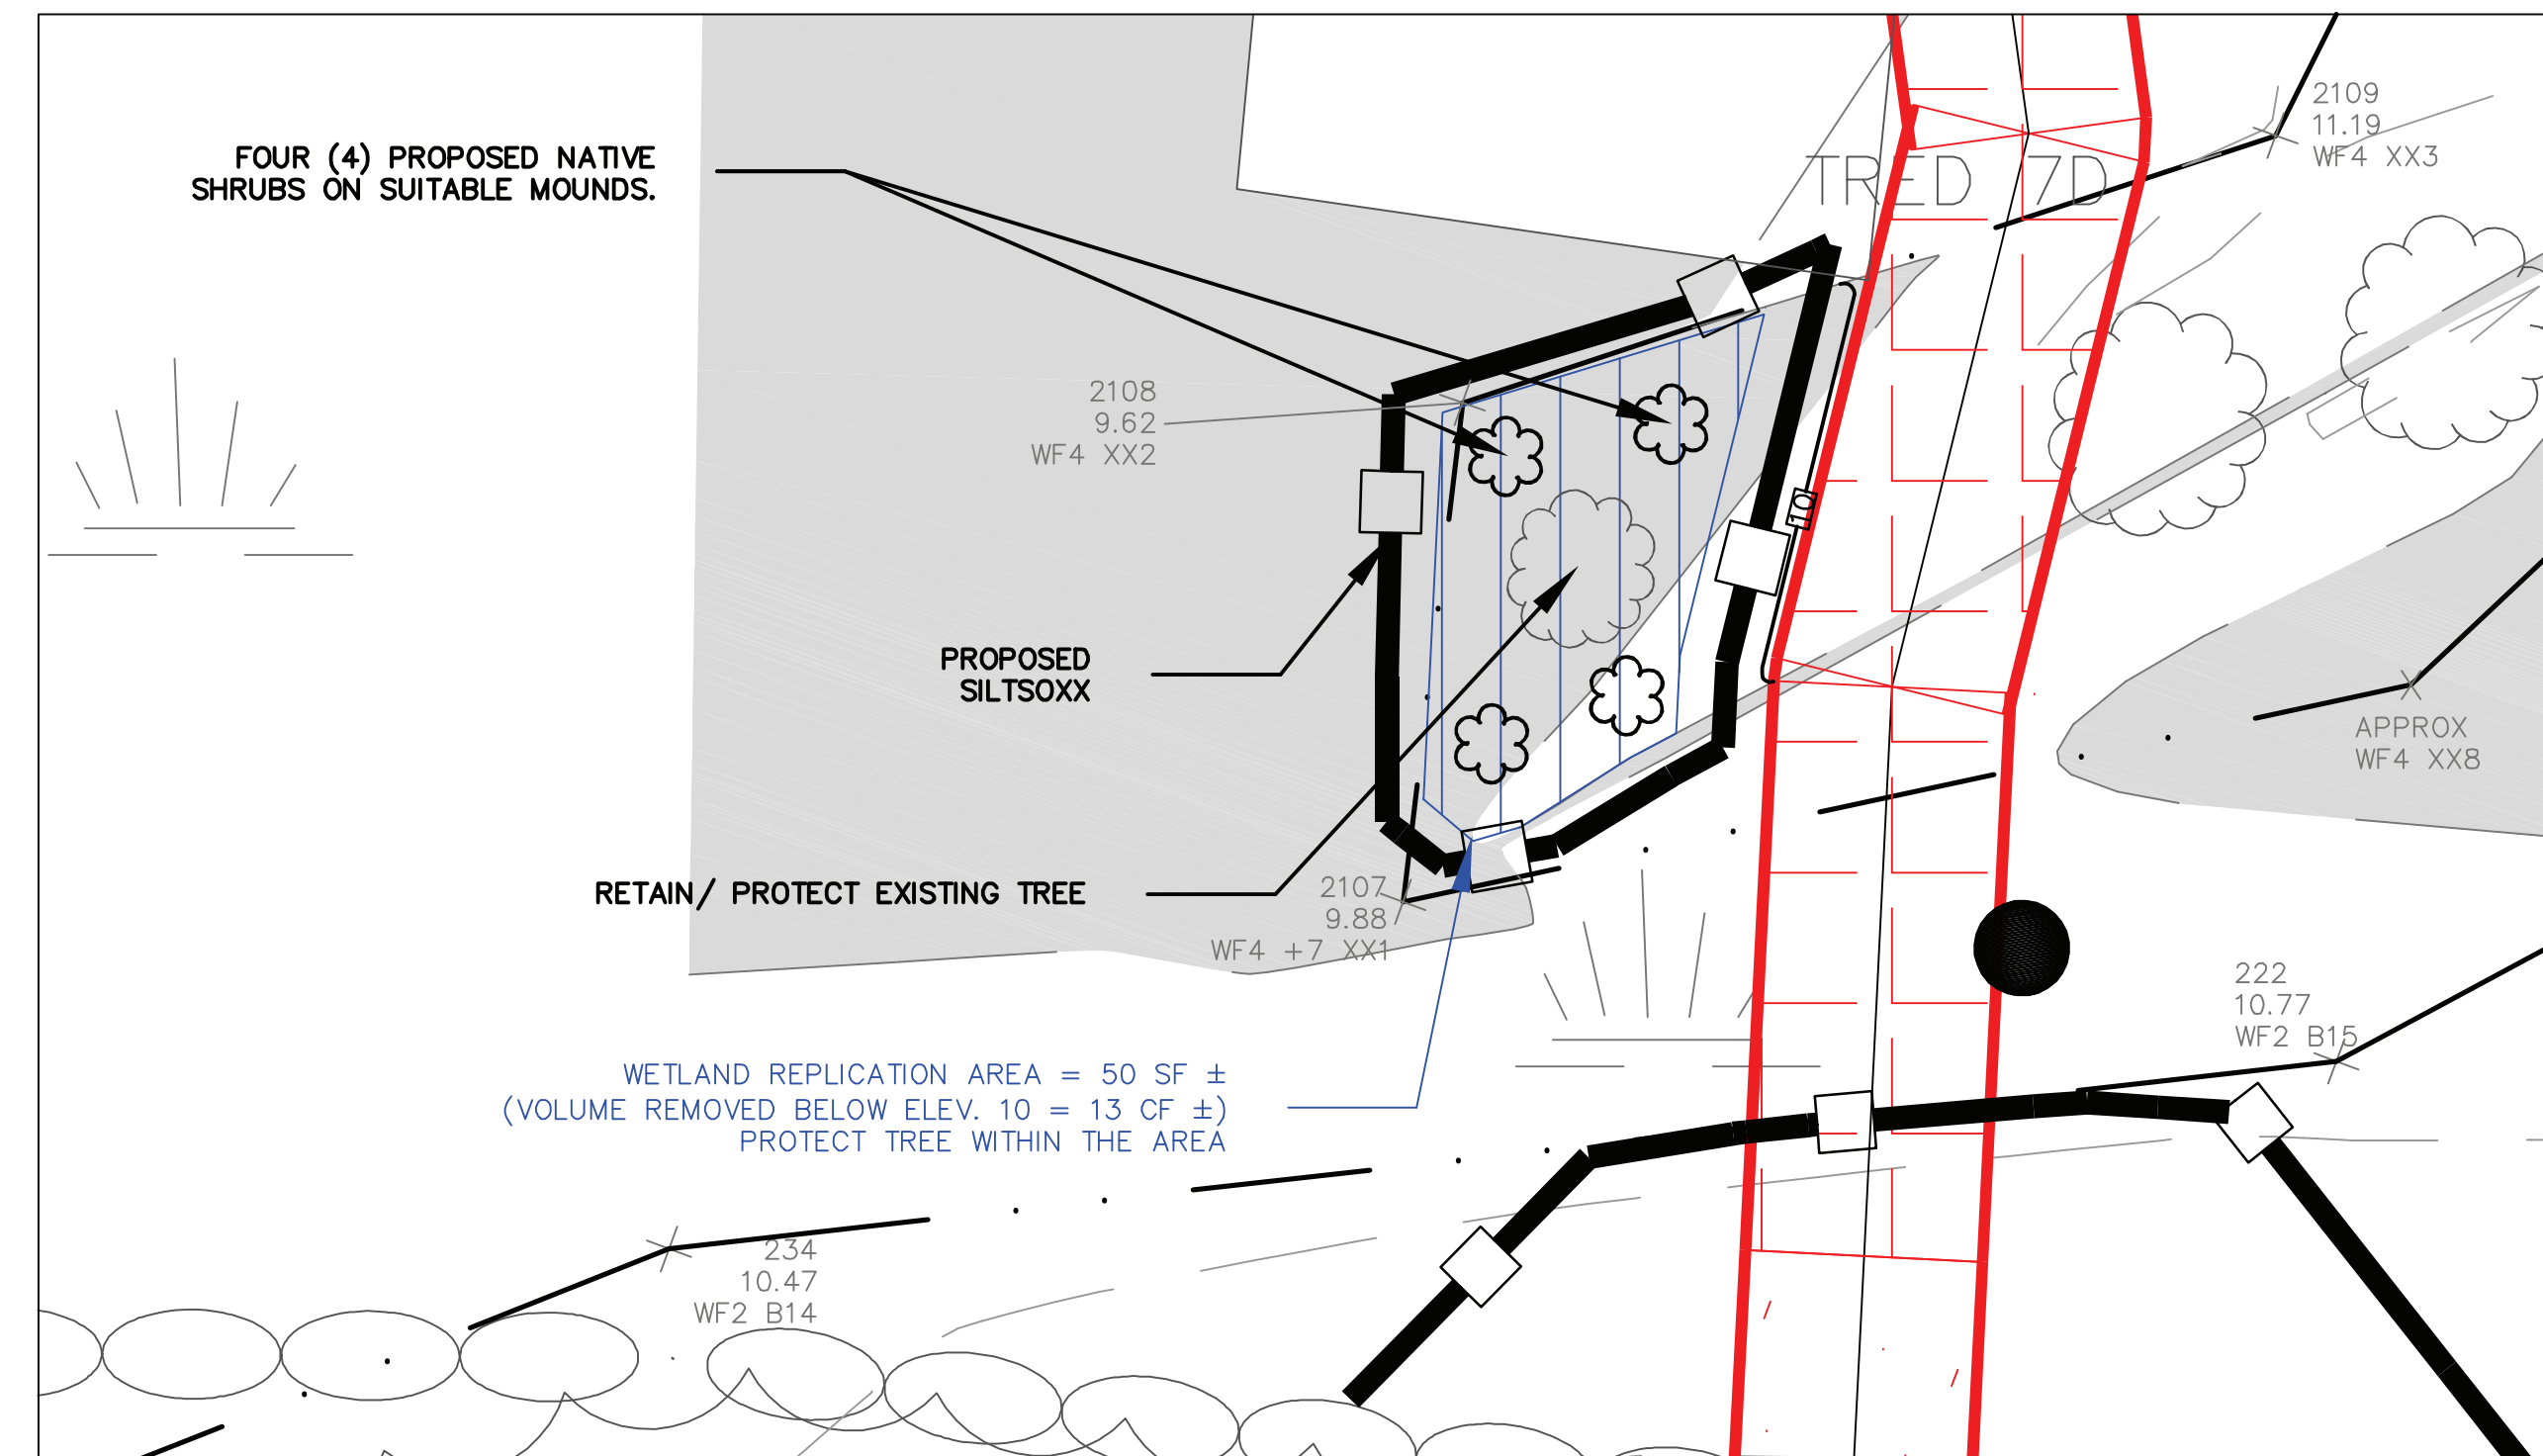 FOUR (4) PROPOSED NATIVE
SHRUBS ON SUITABLE MOUNDS.
2109
11.19
WF4 XX3
TRED 7D
2108
9.62
WF4 XX2
10
PROPOSED
SILTSOXX
APPROX
WF4 XX8
RETAIN/ PROTECT EXISTING TREE
2107
9.88
WF4 +7 XX1
222
10.77
WF2 B15
WETLAND REPLICATION AREA = 50 SF ±
(VOLUME REMOVED BELOW ELEV. 10 = 13 CF ±)
PROTECT TREE WITHIN THE AREA
234
10.47
WF2 B14